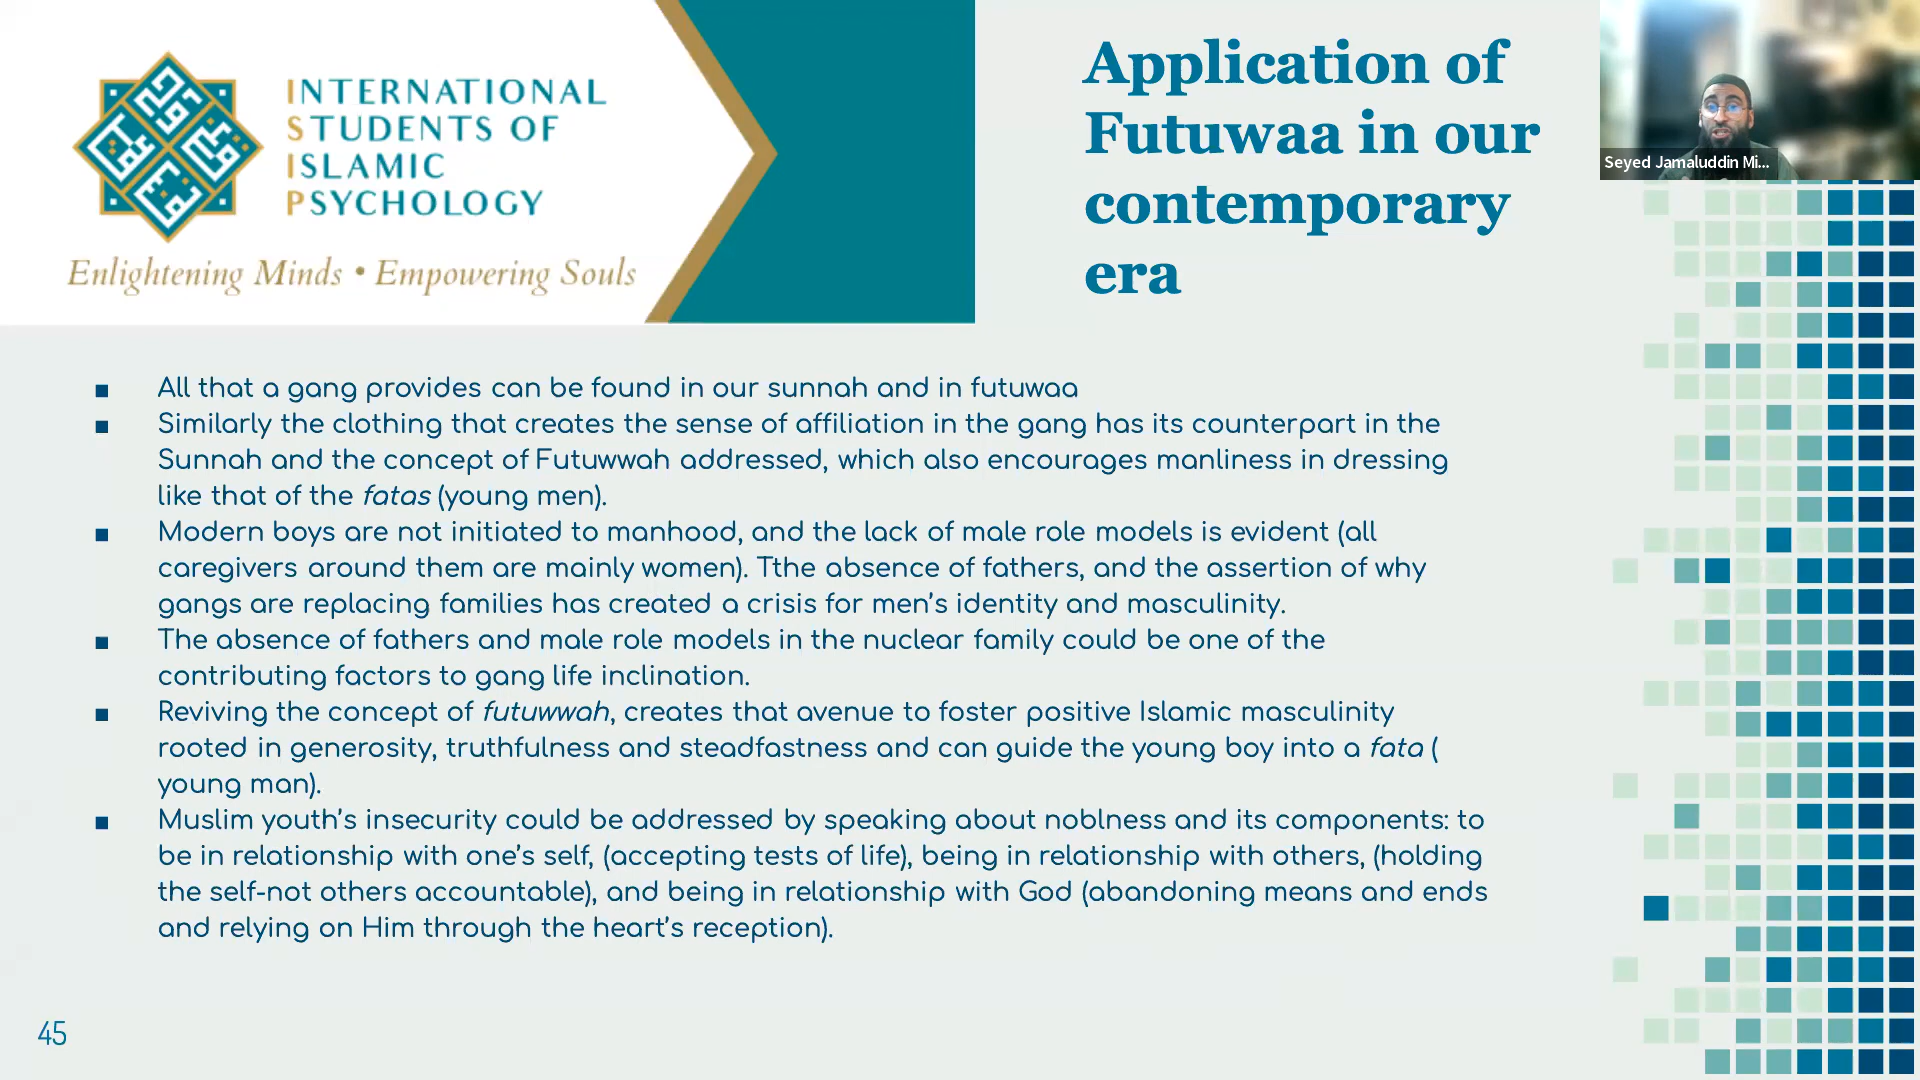 INTERNATIONAL
STUDENTS OF
ISLAMIC
PSYCHOLOGY
Enlightening Minds • Empowering Souls
Application of
Futuwaa in our
contemporary
era
Seyed Jamaluddin Mi...
■ All that a gang provides can be found in our sunnah and in futuwaa
■ Similarly the clothing that creates the sense of affiliation in the gang has its counterpart in the
Sunnah and the concept of Futuwwah addressed, which also encourages manliness in dressing
like that of the fatas (young men).
■ Modern boys are not initiated to manhood, and the lack of male role models is evident (all
caregivers around them are mainly women). Tthe absence of fathers, and the assertion of why
gangs are replacing families has created a crisis for men’s identity and masculinity.
■ The absence of fathers and male role models in the nuclear family could be one of the
contributing factors to gang life inclination.
■ Reviving the concept of futuwwah, creates that avenue to foster positive Islamic masculinity
rooted in generosity, truthfulness and steadfastness and can guide the young boy into a fata (
young man).
■ Muslim youth’s insecurity could be addressed by speaking about noblness and its components: to
be in relationship with one’s self, (accepting tests of life), being in relationship with others, (holding
the self-not others accountable), and being in relationship with God (abandoning means and ends
and relying on Him through the heart’s reception).
45